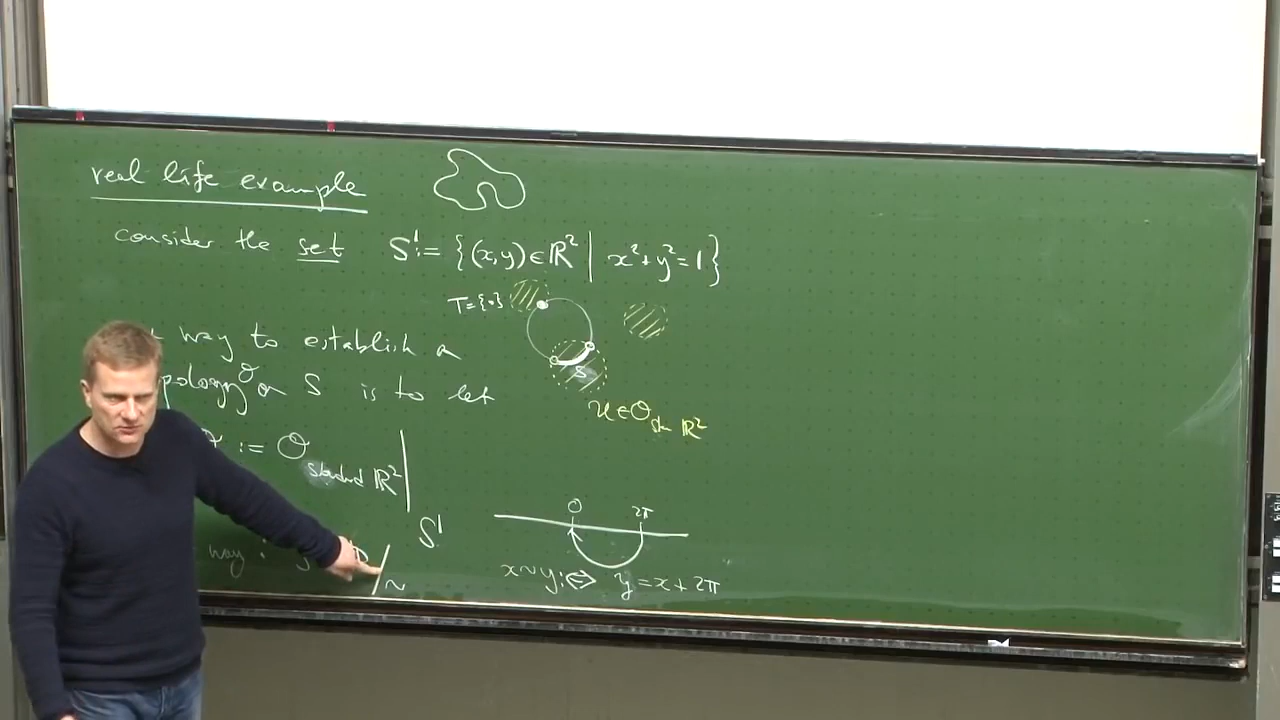 real life example
consider the set S¹ := {(x,y) ∈ ℝ² | x²+y²=1}
T={•}
way to establish a
S
pology 𝒪 on S is to let
U ∈ 𝒪 st ℝ²
:= 𝒪 standard ℝ² |
S¹
0 2π
way :
/~
x~y :⇔ y = x + 2π